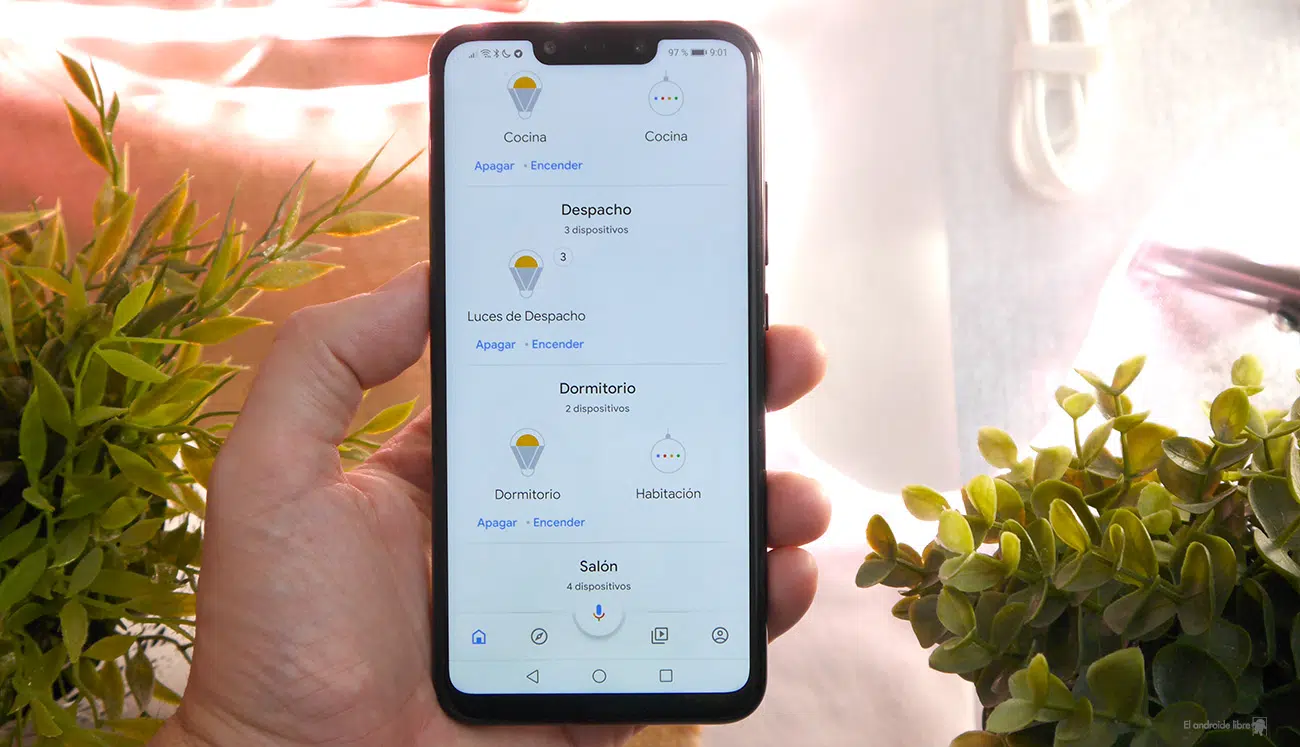 97 % 9:01
Cocina Cocina
Apagar • Encender
Despacho
3 dispositivos
3
Luces de Despacho
Apagar • Encender
Dormitorio
2 dispositivos
Dormitorio Habitación
Apagar • Encender
Salón
4 dispositivos
El androide libre